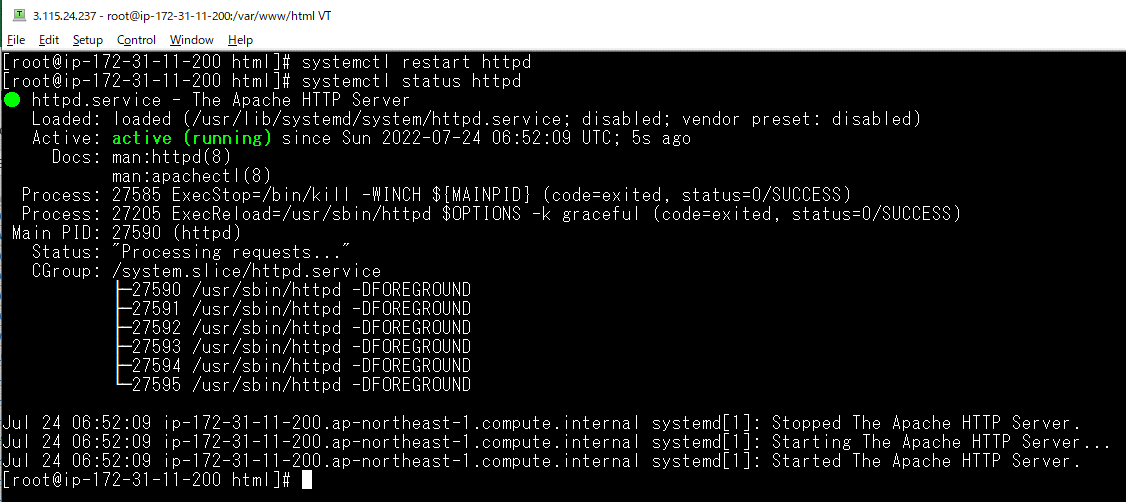 3.115.24.237 - root@ip-172-31-11-200:/var/www/html VT
File Edit Setup Control Window Help
[root@ip-172-31-11-200 html]# systemctl restart httpd
[root@ip-172-31-11-200 html]# systemctl status httpd
● httpd.service - The Apache HTTP Server
Loaded: loaded (/usr/lib/systemd/system/httpd.service; disabled; vendor preset: disabled)
Active: active (running) since Sun 2022-07-24 06:52:09 UTC; 5s ago
Docs: man:httpd(8)
man:apachectl(8)
Process: 27585 ExecStop=/bin/kill -WINCH ${MAINPID} (code=exited, status=0/SUCCESS)
Process: 27205 ExecReload=/usr/sbin/httpd $OPTIONS -k graceful (code=exited, status=0/SUCCESS)
Main PID: 27590 (httpd)
Status: "Processing requests..."
CGroup: /system.slice/httpd.service
├─27590 /usr/sbin/httpd -DFOREGROUND
├─27591 /usr/sbin/httpd -DFOREGROUND
├─27592 /usr/sbin/httpd -DFOREGROUND
├─27593 /usr/sbin/httpd -DFOREGROUND
├─27594 /usr/sbin/httpd -DFOREGROUND
└─27595 /usr/sbin/httpd -DFOREGROUND
Jul 24 06:52:09 ip-172-31-11-200.ap-northeast-1.compute.internal systemd[1]: Stopped The Apache HTTP Server.
Jul 24 06:52:09 ip-172-31-11-200.ap-northeast-1.compute.internal systemd[1]: Starting The Apache HTTP Server...
Jul 24 06:52:09 ip-172-31-11-200.ap-northeast-1.compute.internal systemd[1]: Started The Apache HTTP Server.
[root@ip-172-31-11-200 html]#